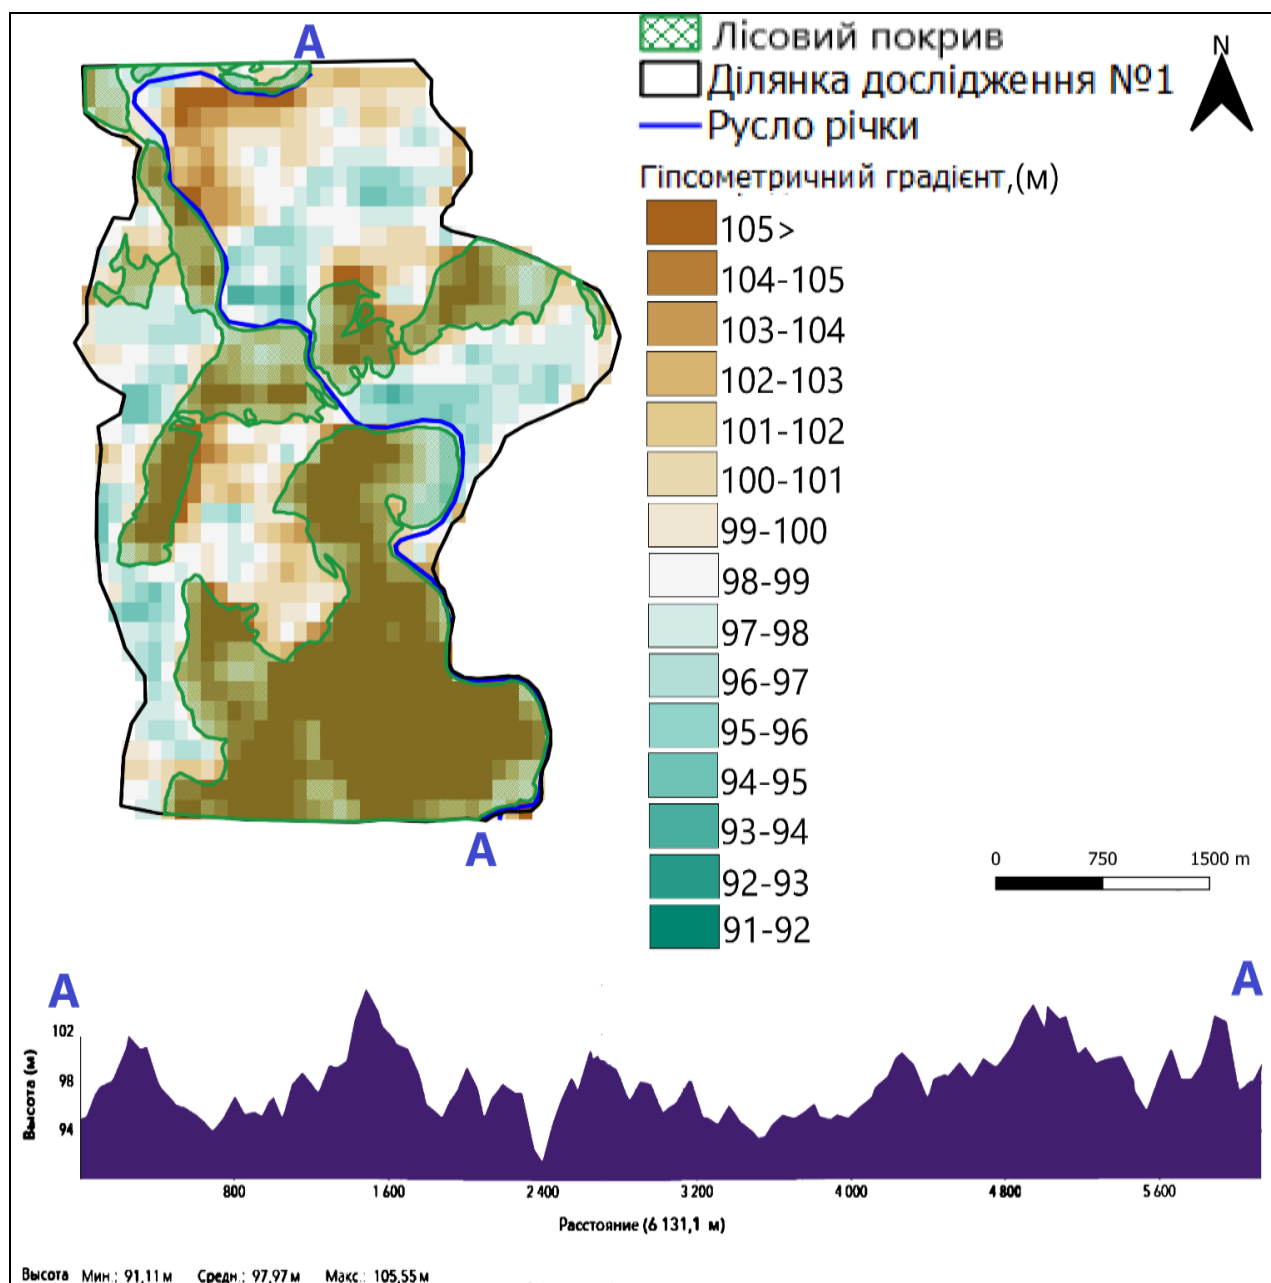 A
Лісовий покрив
Ділянка дослідження №1
Русло річки
N
Гіпсометричний градієнт,(м)
105>
104-105
103-104
102-103
101-102
100-101
99-100
98-99
97-98
96-97
95-96
94-95
93-94
92-93
91-92
0 750 1500 m
A
A A
Высота (м)
102
98
94
800 1 600 2 400 3 200 4 000 4 800 5 600
Расстояние (6 131,1 м)
Высота Мин.: 91,11 м Средн.: 97,97 м Макс.: 105,55 м